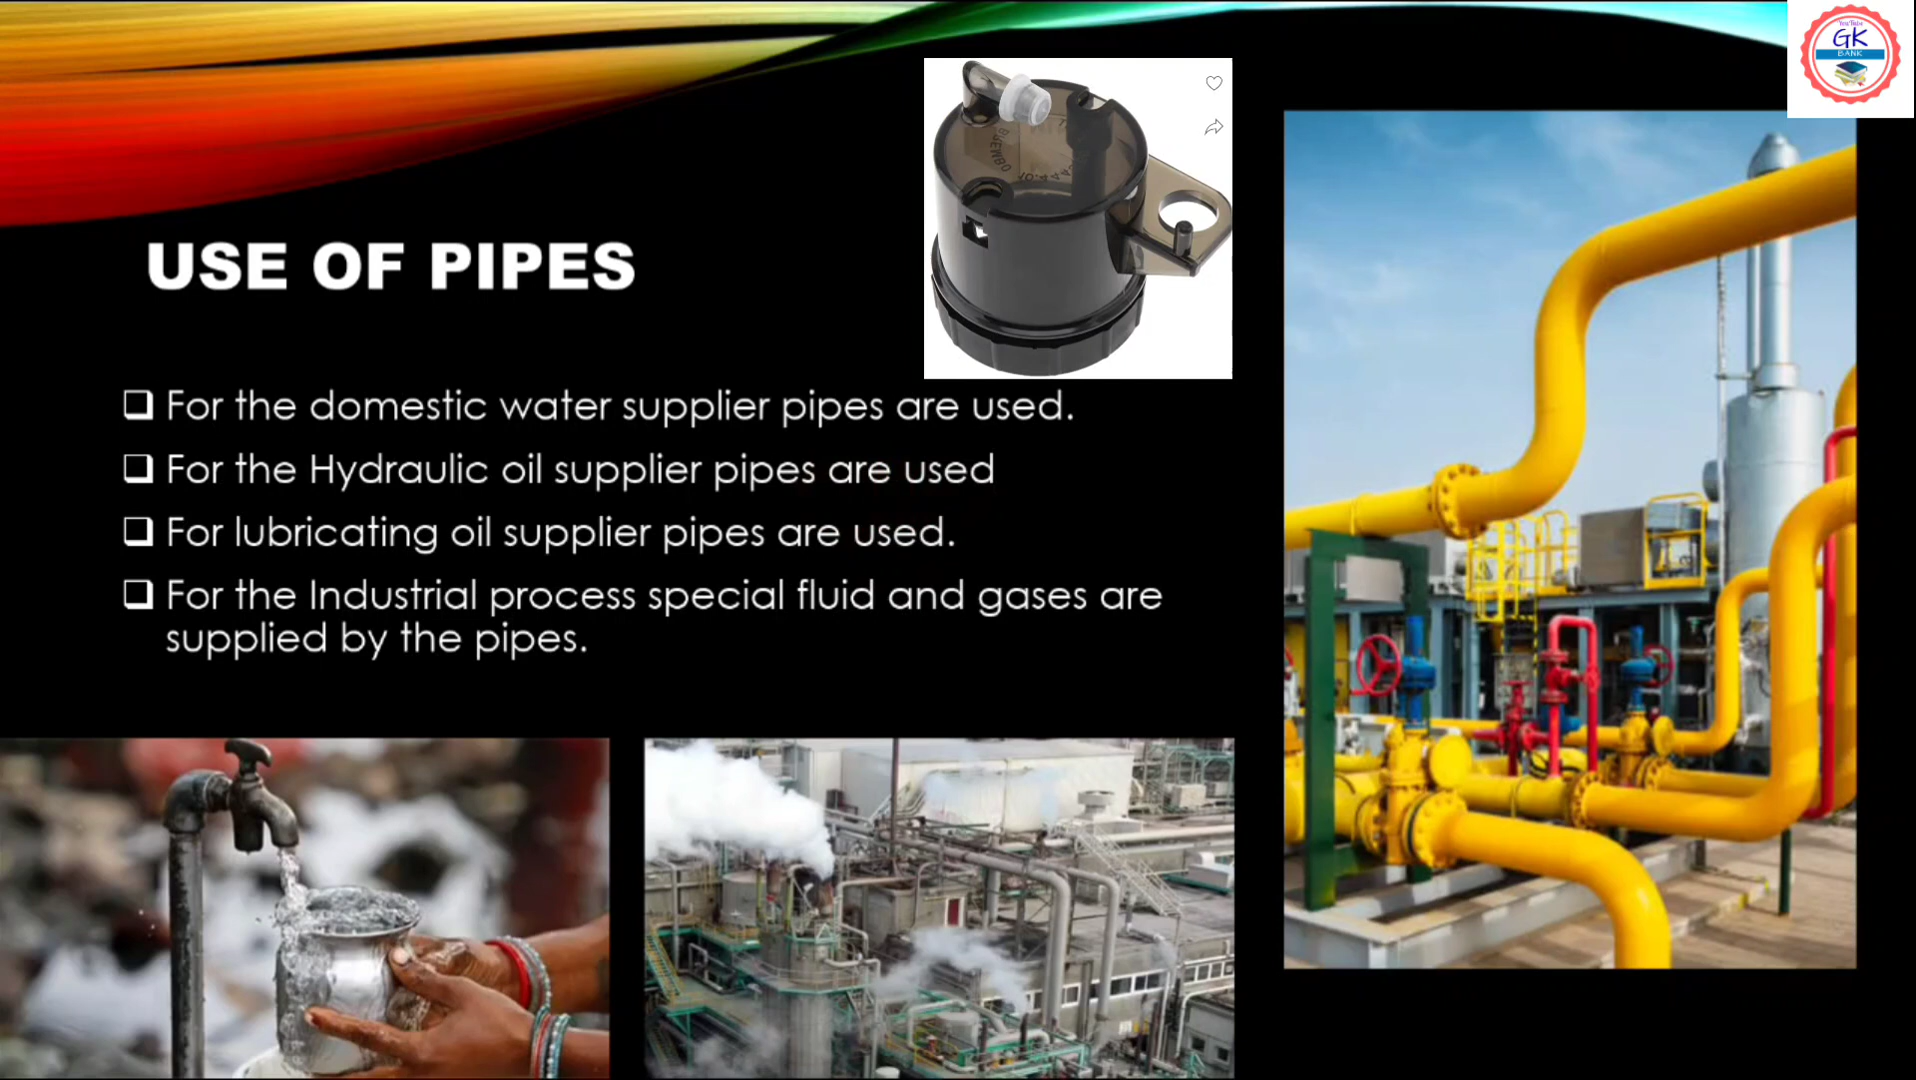 YouTube
GK
BANK
USE OF PIPES
For the domestic water supplier pipes are used.
For the Hydraulic oil supplier pipes are used
For lubricating oil supplier pipes are used.
For the Industrial process special fluid and gases are
supplied by the pipes.